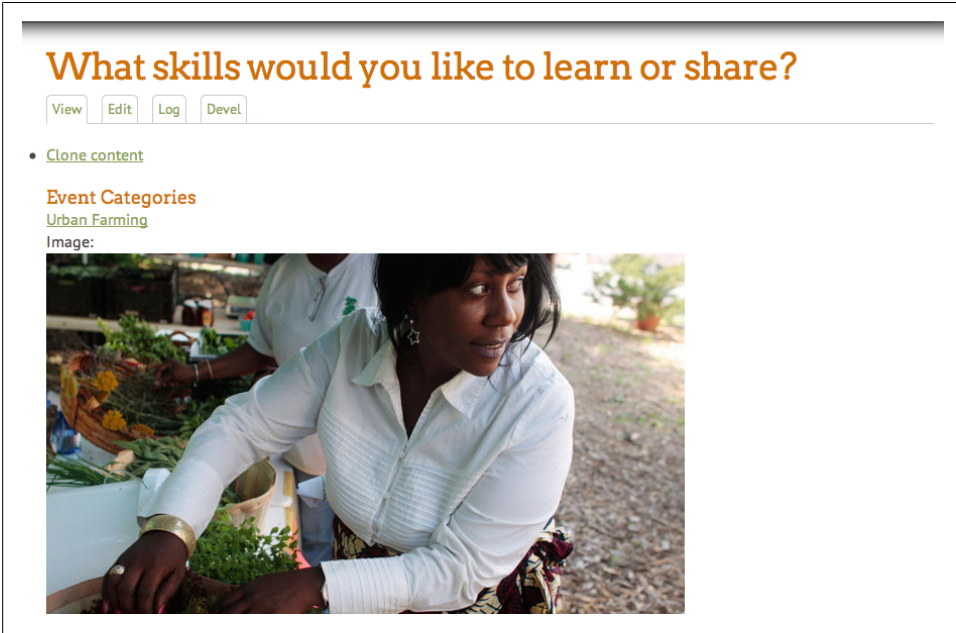 What skills would you like to learn or share?
View Edit Log Devel
Clone content
Event Categories
Urban Farming
Image: